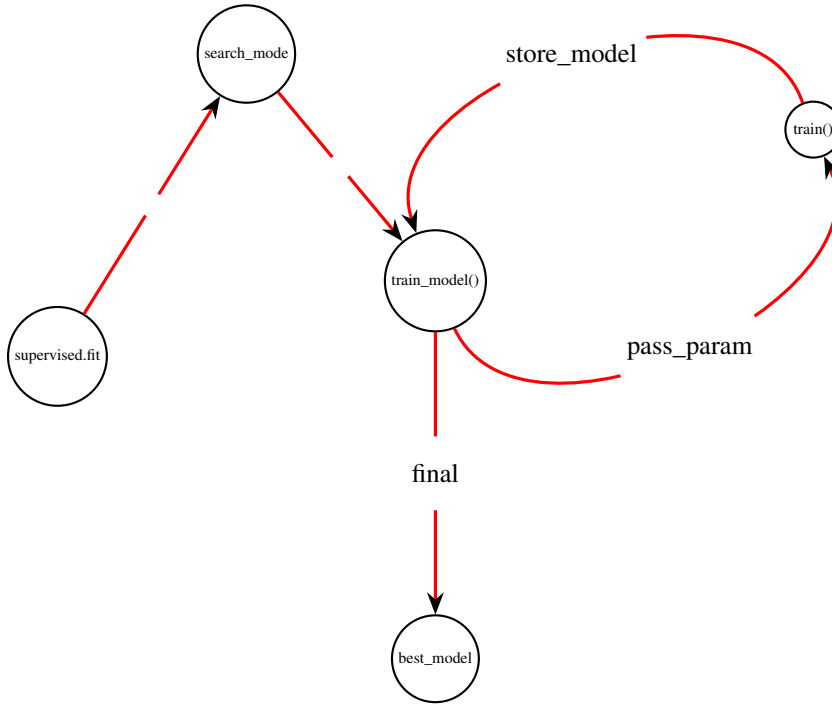 search_mode
store_model
train()
train_model()
supervised.fit
pass_param
final
best_model